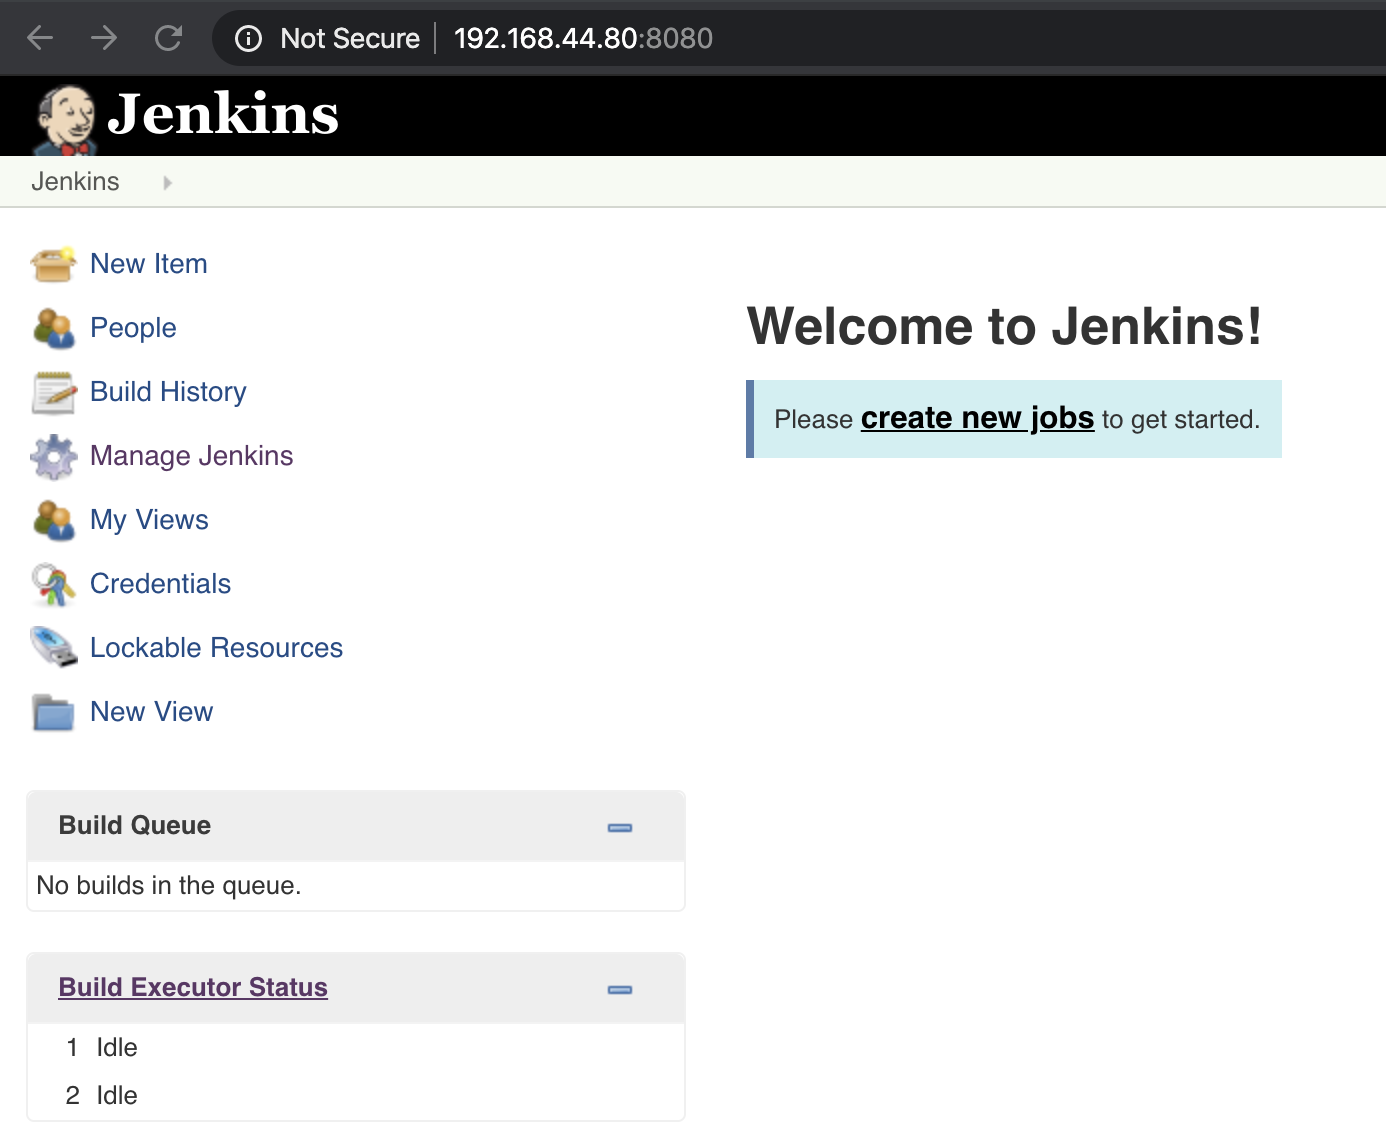 Not Secure 192.168.44.80:8080
Jenkins
Jenkins
New Item
People
Build History
Manage Jenkins
My Views
Credentials
Lockable Resources
New View
Build Queue
No builds in the queue.
Build Executor Status
1 Idle
2 Idle
Welcome to Jenkins!
Please create new jobs to get started.